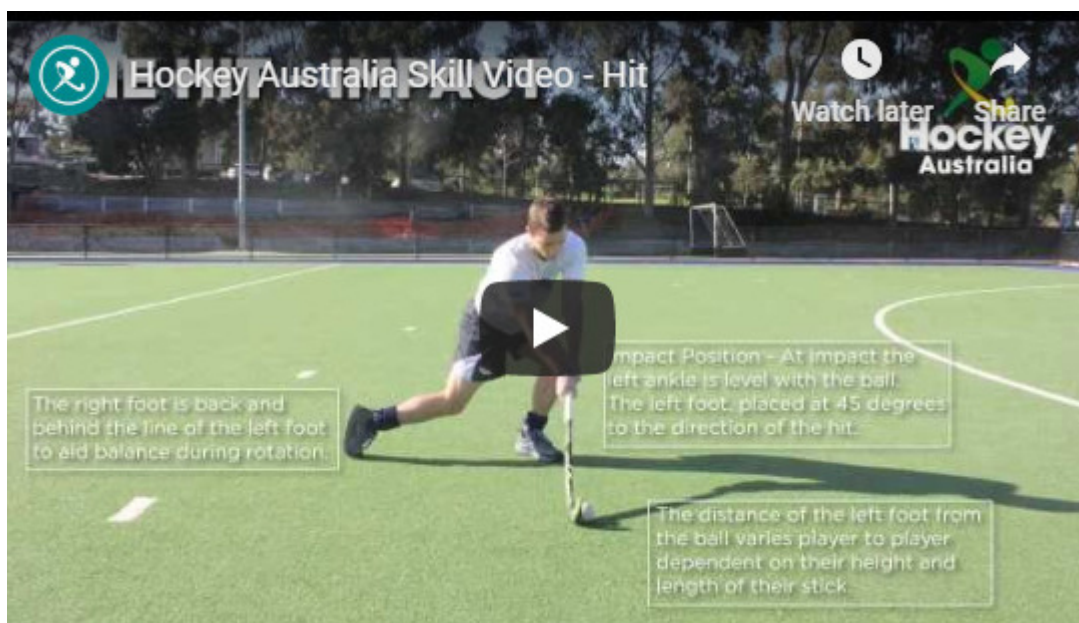 Hockey Australia Skill Video - Hit
THE HIT - IMPACT
Watch later
Share
Hockey
Australia
Impact Position - At impact the
left ankle is level with the ball.
The left foot, placed at 45 degrees
to the direction of the hit.
The right foot is back and
behind the line of the left foot
to aid balance during rotation.
The distance of the left foot from
the ball varies player to player
dependent on their height and
length of their stick.